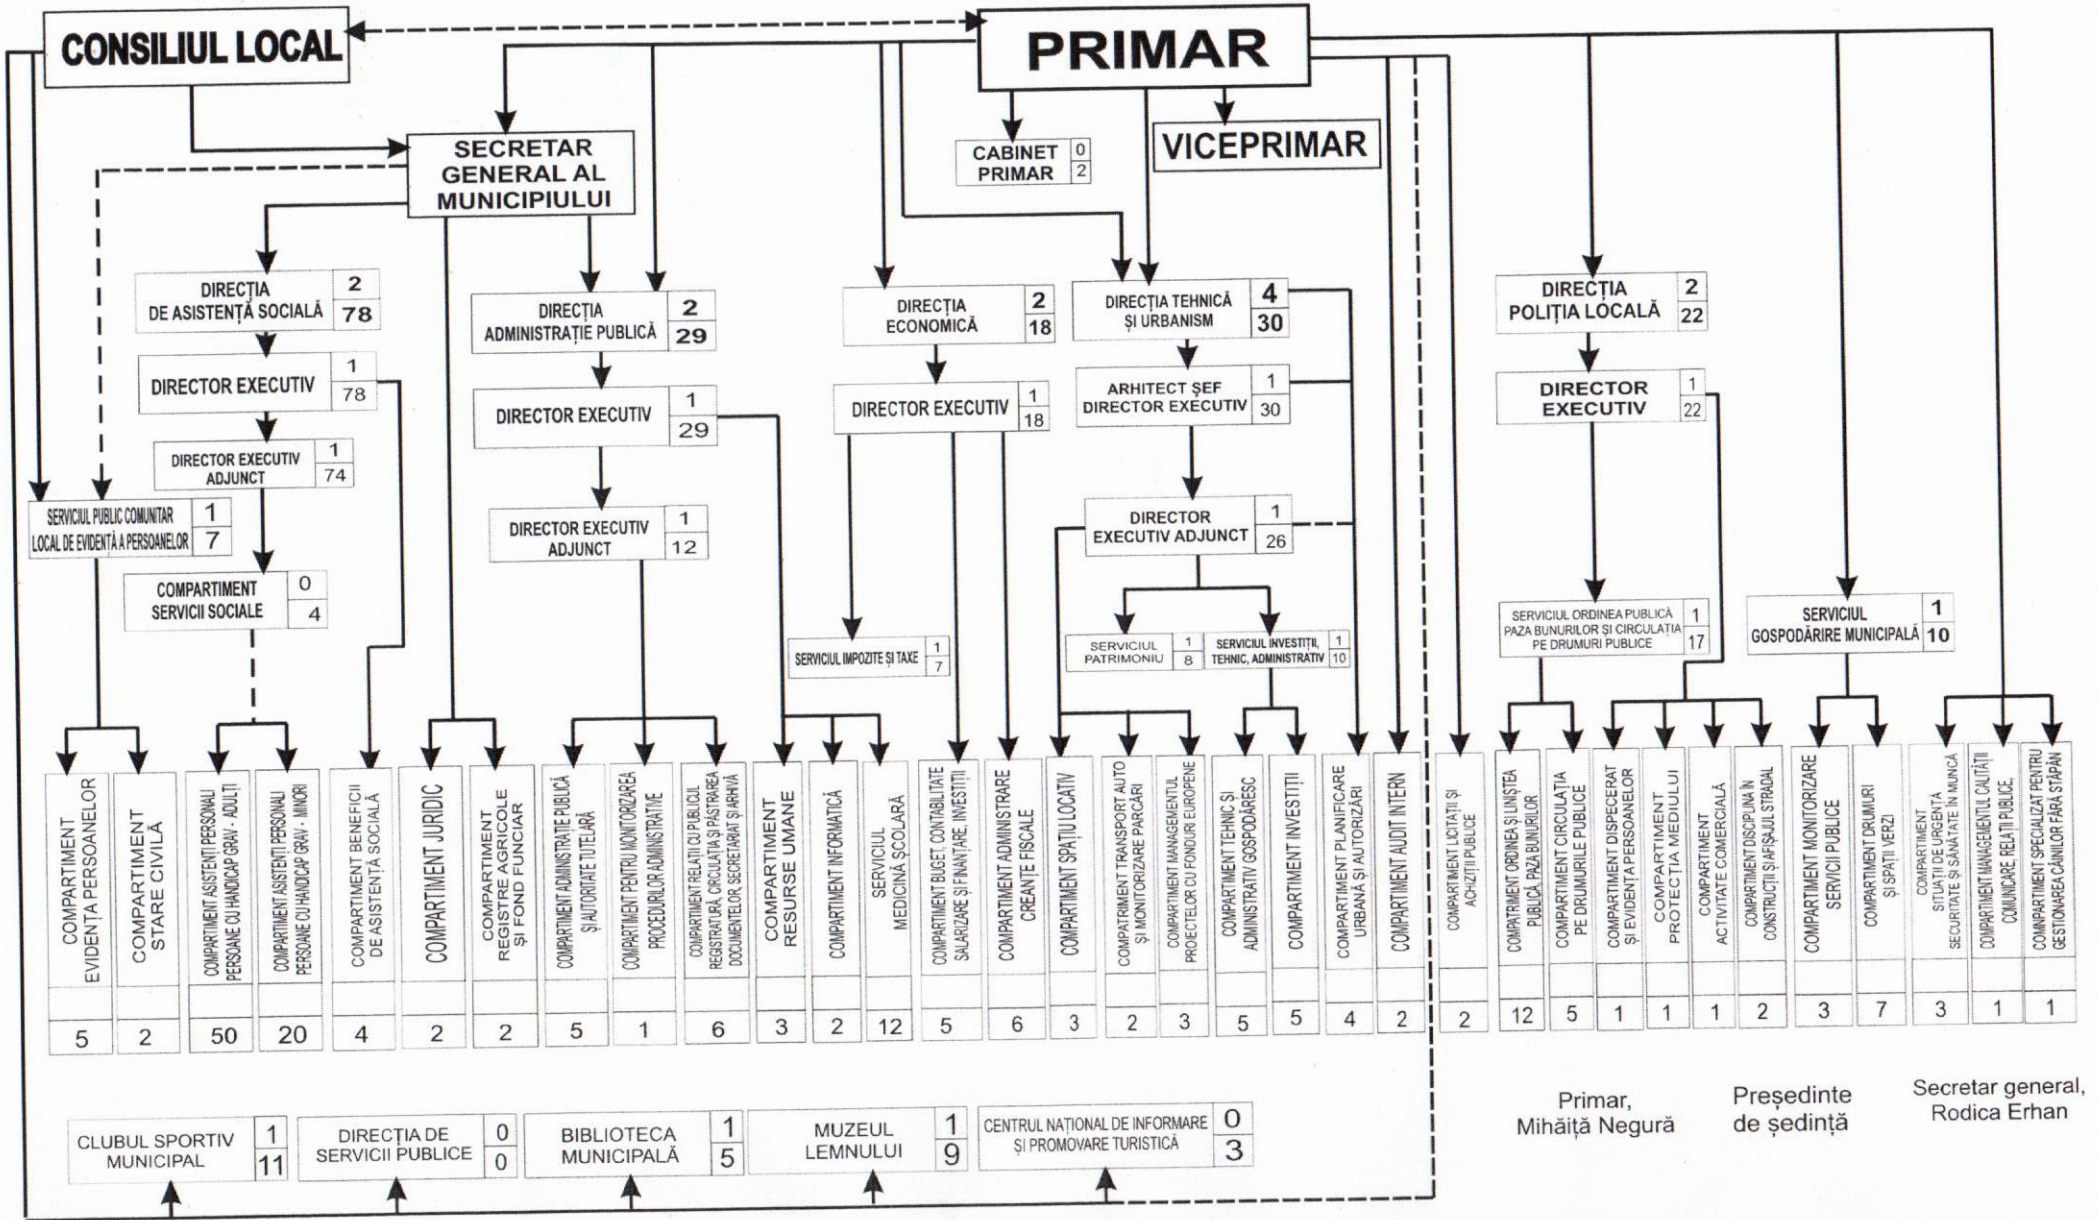 CONSILIUL LOCAL
PRIMAR
SECRETAR
GENERAL AL
MUNICIPIULUI
CABINET
PRIMAR
0
2
VICEPRIMAR
DIRECȚIA
DE ASISTENȚĂ SOCIALĂ
2
78
DIRECȚIA
ADMINISTRAȚIE PUBLICĂ
2
29
DIRECȚIA
ECONOMICĂ
2
18
DIRECȚIA TEHNICĂ
ȘI URBANISM
4
30
DIRECȚIA
POLIȚIA LOCALĂ
2
22
DIRECTOR EXECUTIV
1
78
DIRECTOR EXECUTIV
1
29
DIRECTOR EXECUTIV
1
18
ARHITECT ȘEF
DIRECTOR EXECUTIV
1
30
DIRECTOR
EXECUTIV
1
22
DIRECTOR EXECUTIV
ADJUNCT
1
74
SERVICIUL PUBLIC COMUNITAR
LOCAL DE EVIDENȚĂ A PERSOANELOR
1
7
DIRECTOR EXECUTIV
ADJUNCT
1
12
DIRECTOR
EXECUTIV ADJUNCT
1
26
COMPARTIMENT
SERVICII SOCIALE
0
4
SERVICIUL IMPOZITE ȘI TAXE
1
7
SERVICIUL
PATRIMONIU
1
8
SERVICIUL INVESTIȚII,
TEHNIC, ADMINISTRATIV
1
10
SERVICIUL ORDINEA PUBLICĂ
PAZA BUNURILOR ȘI CIRCULAȚIA
PE DRUMURI PUBLICE
1
17
SERVICIUL
GOSPODĂRIRE MUNICIPALĂ
1
10
COMPARTIMENT
EVIDENȚA PERSOANELOR
5
COMPARTIMENT
STARE CIVILĂ
2
COMPARTIMENT ASISTENȚI PERSONALI
PERSOANE CU HANDICAP GRAV - ADULȚI
50
COMPARTIMENT ASISTENȚI PERSONALI
PERSOANE CU HANDICAP GRAV - MINORI
20
COMPARTIMENT BENEFICII
DE ASISTENȚĂ SOCIALĂ
4
COMPARTIMENT JURIDIC
2
COMPARTIMENT
REGISTRE AGRICOLE
ȘI FOND FUNCIAR
2
COMPARTIMENT ADMINISTRAȚIE PUBLICĂ
ȘI AUTORITATE TUTELARĂ
5
COMPARTIMENT PENTRU MONITORIZAREA
PROCEDURILOR ADMINISTRATIVE
1
COMPARTIMENT RELAȚII CU PUBLICUL
REGISTRATURĂ, CIRCULAȚIA ȘI PĂSTRAREA
DOCUMENTELOR, SECRETARIAT ȘI ARHIVĂ
6
COMPARTIMENT
RESURSE UMANE
3
COMPARTIMENT INFORMATICĂ
2
SERVICIUL
MEDICINĂ ȘCOLARĂ
12
COMPARTIMENT BUGET, CONTABILITATE
SALARIZARE ȘI FINANȚARE, INVESTIȚII
5
COMPARTIMENT ADMINISTRARE
CREANȚE FISCALE
6
COMPARTIMENT SPAȚIU LOCATIV
3
COMPATRIMENT TRANSPORT AUTO
ȘI MONITORIZARE PARCĂRI
2
COMPARTIMENT MANAGEMENTUL
PROIECTELOR CU FONDURI EUROPENE
3
COMPARTIMENT TEHNIC ȘI
ADMINISTRATIV GOSPODĂRESC
5
COMPARTIMENT INVESTIȚII
5
COMPARTIMENT PLANIFICARE
URBANĂ ȘI AUTORIZĂRI
4
COMPARTIMENT AUDIT INTERN
2
COMPARTIMENT LICITAȚII ȘI
ACHIZIȚII PUBLICE
2
COMPATRIMENT ORDINEA ȘI LINIȘTEA
PUBLICĂ, PAZA BUNURILOR
12
COMPARTIMENT CIRCULAȚIA
PE DRUMURILE PUBLICE
5
COMPARTIMENT DISPECERAT
ȘI EVIDENȚA PERSOANELOR
1
COMPARTIMENT
PROTECȚIA MEDIULUI
1
COMPARTIMENT
ACTIVITATE COMERCIALĂ
1
COMPARTIMENT DISCIPLINA ÎN
CONSTRUCȚII ȘI AFIȘAJUL STRADAL
2
COMPARTIMENT MONITORIZARE
SERVICII PUBLICE
3
COMPARTIMENT DRUMURI
ȘI SPAȚII VERZI
7
COMPARTIMENT
SITUAȚII DE URGENȚĂ
SECURITATE ȘI SĂNĂTATE ÎN MUNCĂ
3
COMPARTIMENT MANAGEMENTUL CALITĂȚII
COMUNICARE, RELAȚII PUBLICE,
1
SPECIALIZAT PENTRU
GESTIONAREA CÂINILOR FĂRĂ STĂPÂN
1
CLUBUL SPORTIV
MUNICIPAL
1
11
DIRECȚIA DE
SERVICII PUBLICE
0
0
BIBLIOTECA
MUNICIPALĂ
1
5
MUZEUL
LEMNULUI
1
9
CENTRUL NAȚIONAL DE INFORMARE
ȘI PROMOVARE TURISTICĂ
0
3
Primar,
Mihăiță Negură
Președinte
de ședință
Secretar general,
Rodica Erhan